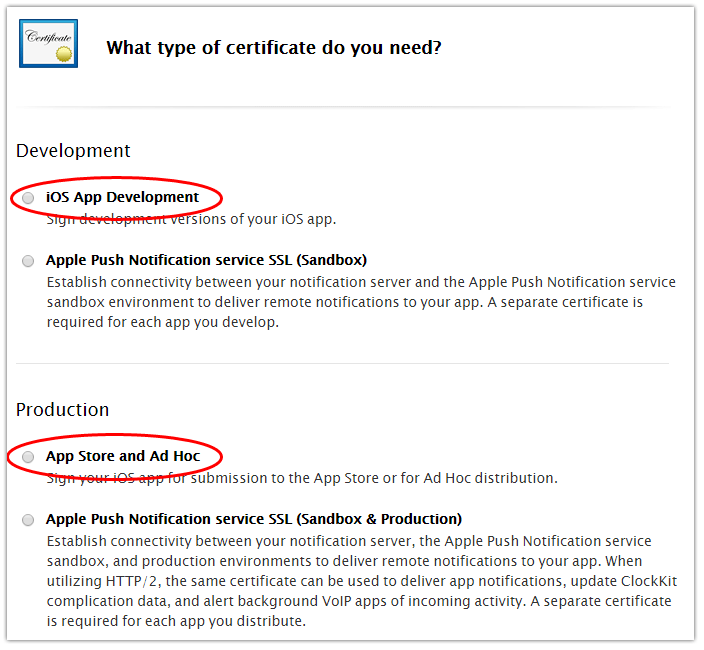 Certificate
What type of certificate do you need?
Development
iOS App Development
Sign development versions of your iOS app.
Apple Push Notification service SSL (Sandbox)
Establish connectivity between your notification server and the Apple Push Notification service
sandbox environment to deliver remote notifications to your app. A separate certificate is
required for each app you develop.
Production
App Store and Ad Hoc
Sign your iOS app for submission to the App Store or for Ad Hoc distribution.
Apple Push Notification service SSL (Sandbox & Production)
Establish connectivity between your notification server, the Apple Push Notification service
sandbox, and production environments to deliver remote notifications to your app. When
utilizing HTTP/2, the same certificate can be used to deliver app notifications, update ClockKit
complication data, and alert background VoIP apps of incoming activity. A separate certificate
is required for each app you distribute.